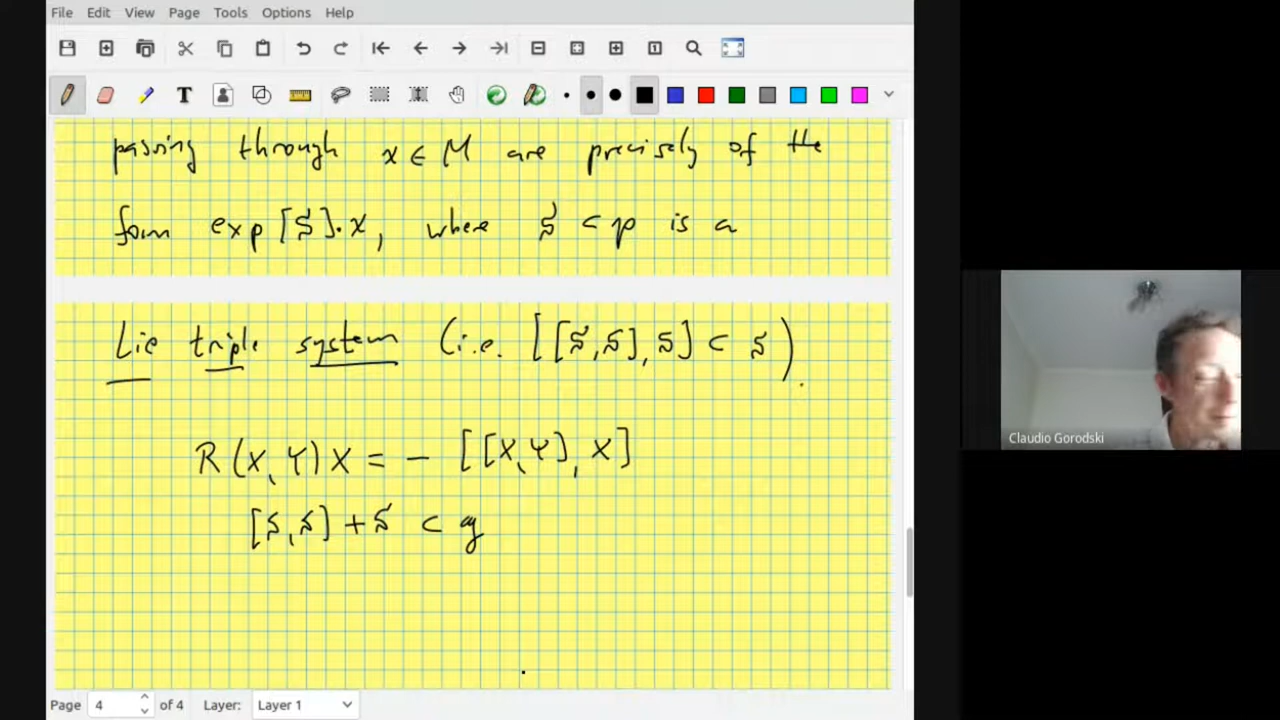 File Edit View Page Tools Options Help
passing through x ∈ M are precisely of the
form exp[𝔰]·x, where 𝔰 ⊂ 𝔭 is a
Lie triple system (i.e. [[𝔰,𝔰],𝔰] ⊂ 𝔰).
R(X,Y)X = - [[X,Y],X]
[𝔰,𝔰] + 𝔰 ⊂ 𝔤
Claudio Gorodski
Page 4 of 4 Layer: Layer 1